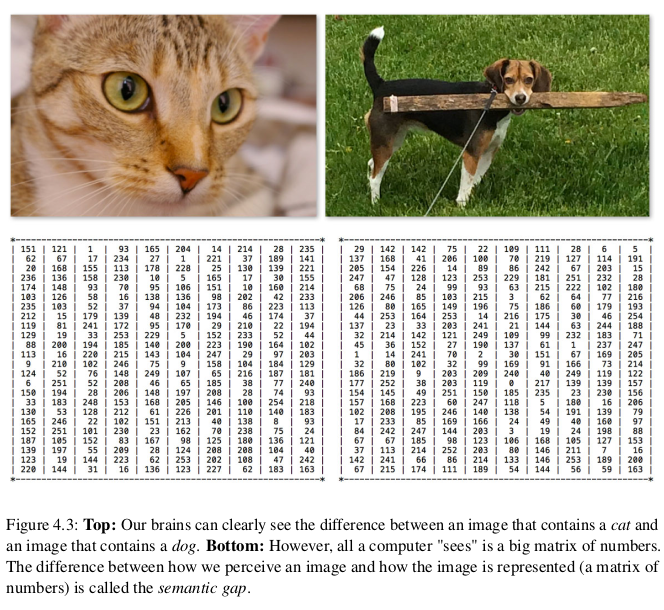 *-----------------------------------------------------------*
| 151 | 121 | 1 | 93 | 165 | 204 | 14 | 214 | 28 | 235 |
| 62 | 67 | 17 | 234 | 27 | 1 | 221 | 37 | 189 | 141 |
| 20 | 168 | 155 | 113 | 178 | 228 | 25 | 130 | 139 | 221 |
| 236 | 136 | 158 | 230 | 10 | 5 | 165 | 17 | 30 | 155 |
| 174 | 148 | 93 | 70 | 95 | 106 | 151 | 10 | 160 | 214 |
| 103 | 126 | 58 | 16 | 138 | 136 | 98 | 202 | 42 | 233 |
| 235 | 103 | 52 | 37 | 94 | 104 | 173 | 86 | 223 | 113 |
| 212 | 15 | 179 | 139 | 48 | 232 | 194 | 46 | 174 | 37 |
| 119 | 81 | 241 | 172 | 95 | 170 | 29 | 210 | 22 | 194 |
| 129 | 19 | 33 | 253 | 229 | 5 | 152 | 233 | 52 | 44 |
| 88 | 200 | 194 | 185 | 140 | 200 | 223 | 190 | 164 | 102 |
| 113 | 16 | 220 | 215 | 143 | 104 | 247 | 29 | 97 | 203 |
| 9 | 210 | 102 | 246 | 75 | 9 | 158 | 104 | 184 | 129 |
| 124 | 52 | 76 | 148 | 249 | 107 | 65 | 216 | 187 | 181 |
| 6 | 251 | 52 | 208 | 46 | 65 | 185 | 38 | 77 | 240 |
| 150 | 194 | 28 | 206 | 148 | 197 | 208 | 28 | 74 | 93 |
| 33 | 183 | 248 | 153 | 168 | 205 | 146 | 100 | 254 | 218 |
| 130 | 53 | 128 | 212 | 61 | 226 | 201 | 110 | 140 | 183 |
| 165 | 246 | 22 | 102 | 151 | 213 | 40 | 138 | 8 | 93 |
| 152 | 251 | 101 | 230 | 23 | 162 | 70 | 238 | 75 | 24 |
| 187 | 105 | 152 | 83 | 167 | 98 | 125 | 180 | 136 | 121 |
| 139 | 197 | 55 | 209 | 28 | 124 | 208 | 208 | 104 | 40 |
| 123 | 19 | 144 | 223 | 62 | 253 | 202 | 108 | 47 | 242 |
| 220 | 144 | 31 | 16 | 136 | 123 | 227 | 62 | 183 | 163 |
*-----------------------------------------------------------*
*-----------------------------------------------------------*
| 29 | 142 | 142 | 75 | 22 | 109 | 111 | 28 | 6 | 5 |
| 137 | 168 | 41 | 206 | 100 | 70 | 219 | 127 | 114 | 191 |
| 205 | 154 | 226 | 14 | 89 | 86 | 242 | 67 | 203 | 15 |
| 247 | 47 | 128 | 123 | 253 | 229 | 181 | 251 | 232 | 28 |
| 68 | 75 | 24 | 99 | 93 | 63 | 215 | 222 | 102 | 180 |
| 206 | 246 | 85 | 103 | 215 | 3 | 62 | 64 | 77 | 216 |
| 126 | 80 | 165 | 149 | 196 | 75 | 186 | 60 | 179 | 193 |
| 44 | 253 | 164 | 253 | 14 | 216 | 175 | 30 | 46 | 254 |
| 137 | 23 | 33 | 203 | 241 | 21 | 144 | 63 | 244 | 188 |
| 32 | 214 | 142 | 121 | 249 | 109 | 99 | 232 | 183 | 71 |
| 45 | 36 | 152 | 27 | 190 | 137 | 61 | 1 | 237 | 247 |
| 1 | 14 | 241 | 70 | 2 | 30 | 151 | 67 | 169 | 205 |
| 32 | 80 | 102 | 32 | 99 | 169 | 91 | 166 | 73 | 214 |
| 186 | 219 | 9 | 203 | 209 | 240 | 40 | 249 | 119 | 122 |
| 177 | 252 | 38 | 203 | 119 | 0 | 217 | 139 | 139 | 157 |
| 154 | 145 | 49 | 251 | 150 | 185 | 235 | 23 | 230 | 156 |
| 157 | 168 | 223 | 60 | 247 | 118 | 5 | 180 | 16 | 206 |
| 102 | 208 | 195 | 246 | 140 | 138 | 54 | 191 | 139 | 79 |
| 17 | 233 | 85 | 169 | 166 | 24 | 49 | 40 | 160 | 97 |
| 84 | 242 | 247 | 144 | 203 | 3 | 19 | 24 | 198 | 88 |
| 67 | 67 | 185 | 98 | 123 | 106 | 168 | 105 | 127 | 153 |
| 37 | 113 | 214 | 252 | 203 | 80 | 146 | 211 | 7 | 16 |
| 142 | 241 | 66 | 86 | 214 | 133 | 146 | 253 | 189 | 200 |
| 67 | 215 | 174 | 111 | 189 | 54 | 144 | 56 | 59 | 163 |
*-----------------------------------------------------------*
Figure 4.3: Top: Our brains can clearly see the difference between an image that contains a cat and
an image that contains a dog. Bottom: However, all a computer "sees" is a big matrix of numbers.
The difference between how we perceive an image and how the image is represented (a matrix of
numbers) is called the semantic gap.